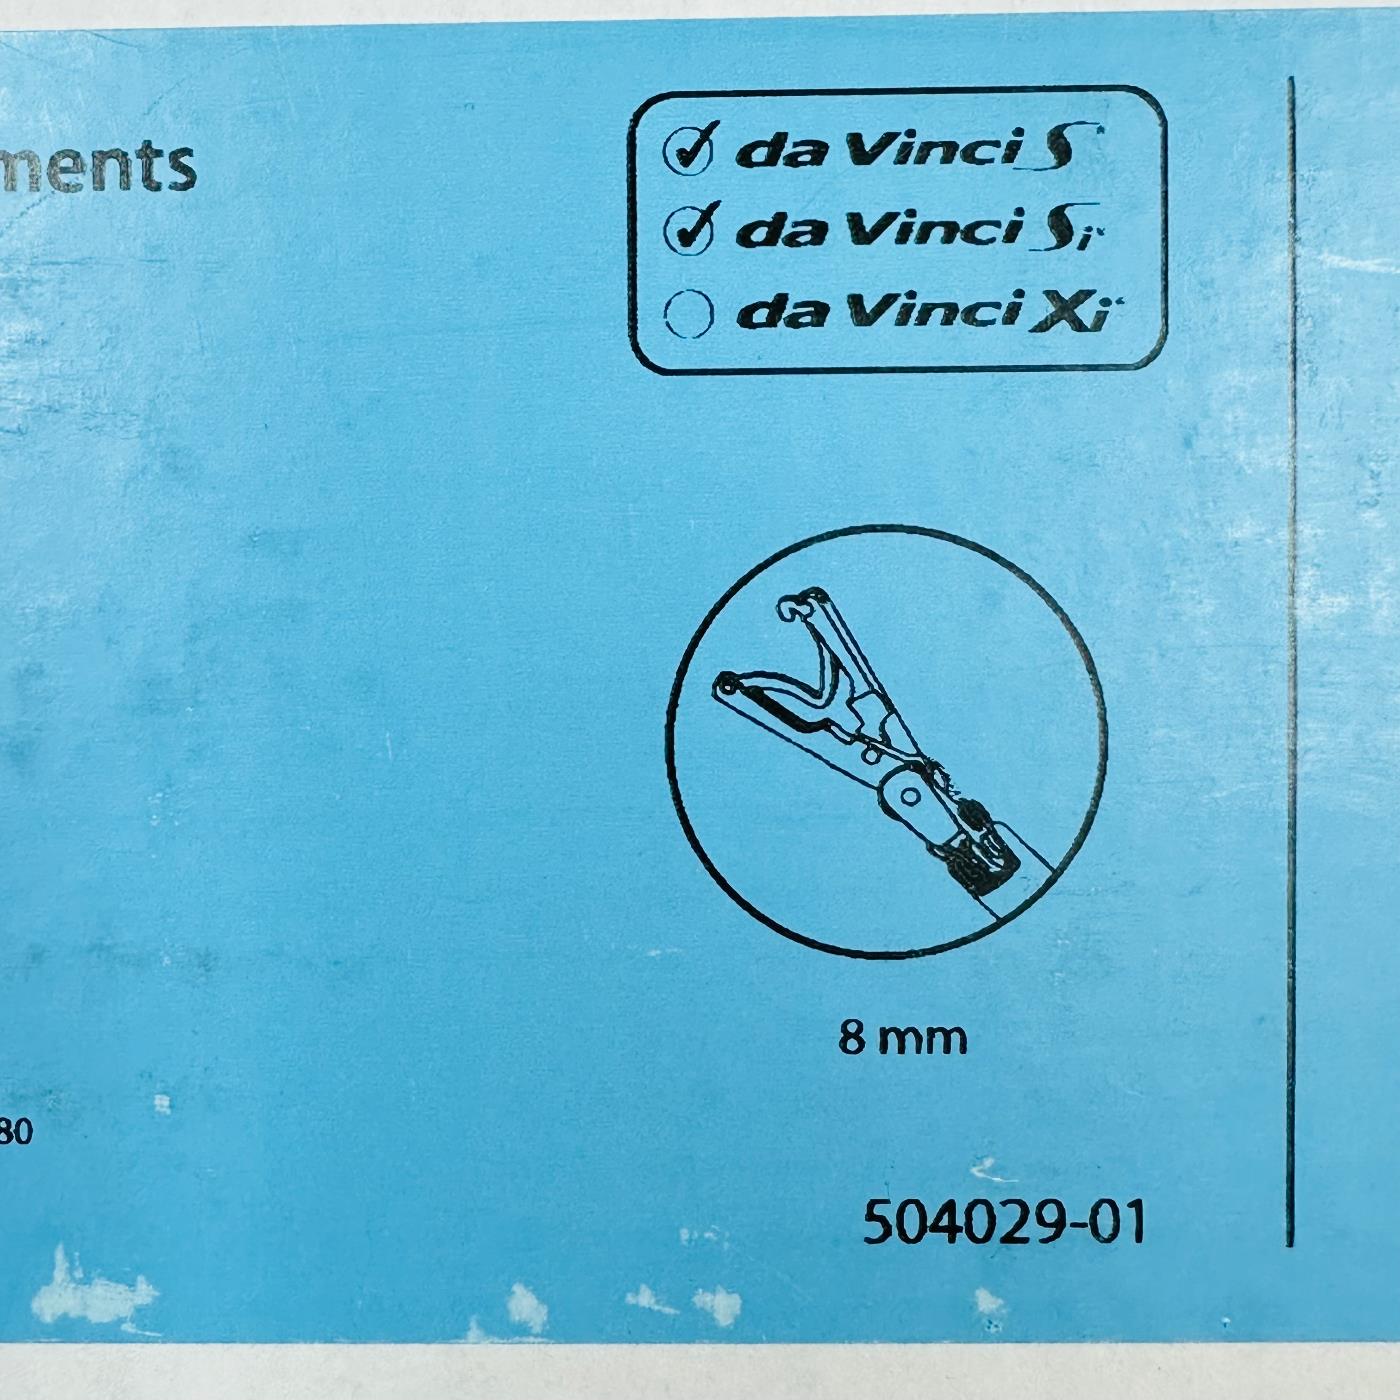 ments
da Vinci S
da Vinci Si
da Vinci Xi
8 mm
80
504029-01